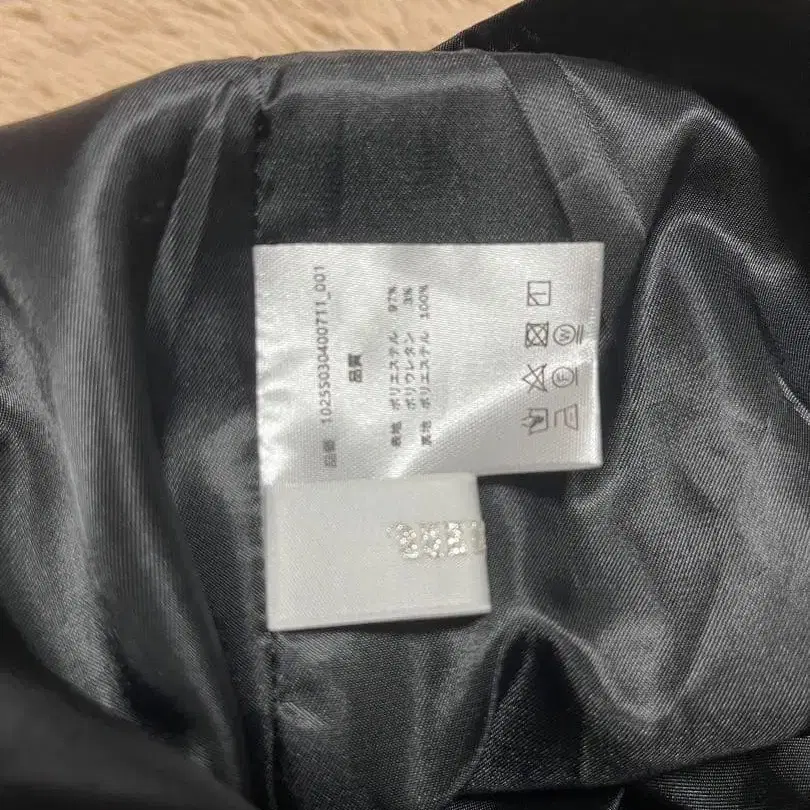 品番 10255030400711_001
品質
表地 ポリエステル 97%
ポリウレタン 3%
裏地 ポリエステル 100%